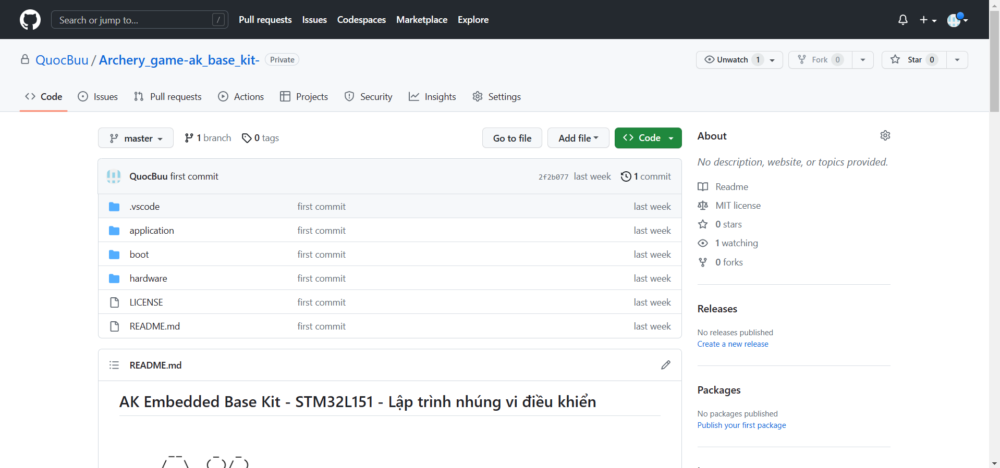 Search or jump to... / Pull requests Issues Codespaces Marketplace Explore
QuocBuu / Archery_game-ak_base_kit- Private Unwatch 1 Fork 0 Star 0
Code Issues Pull requests Actions Projects Security Insights Settings
master 1 branch 0 tags Go to file Add file Code
QuocBuu first commit 2f2b077 last week 1 commit
.vscode first commit last week
application first commit last week
boot first commit last week
hardware first commit last week
LICENSE first commit last week
README.md first commit last week
README.md
AK Embedded Base Kit - STM32L151 - Lập trình nhúng vi điều khiển
About
No description, website, or topics provided.
Readme
MIT license
0 stars
1 watching
0 forks
Releases
No releases published
Create a new release
Packages
No packages published
Publish your first package